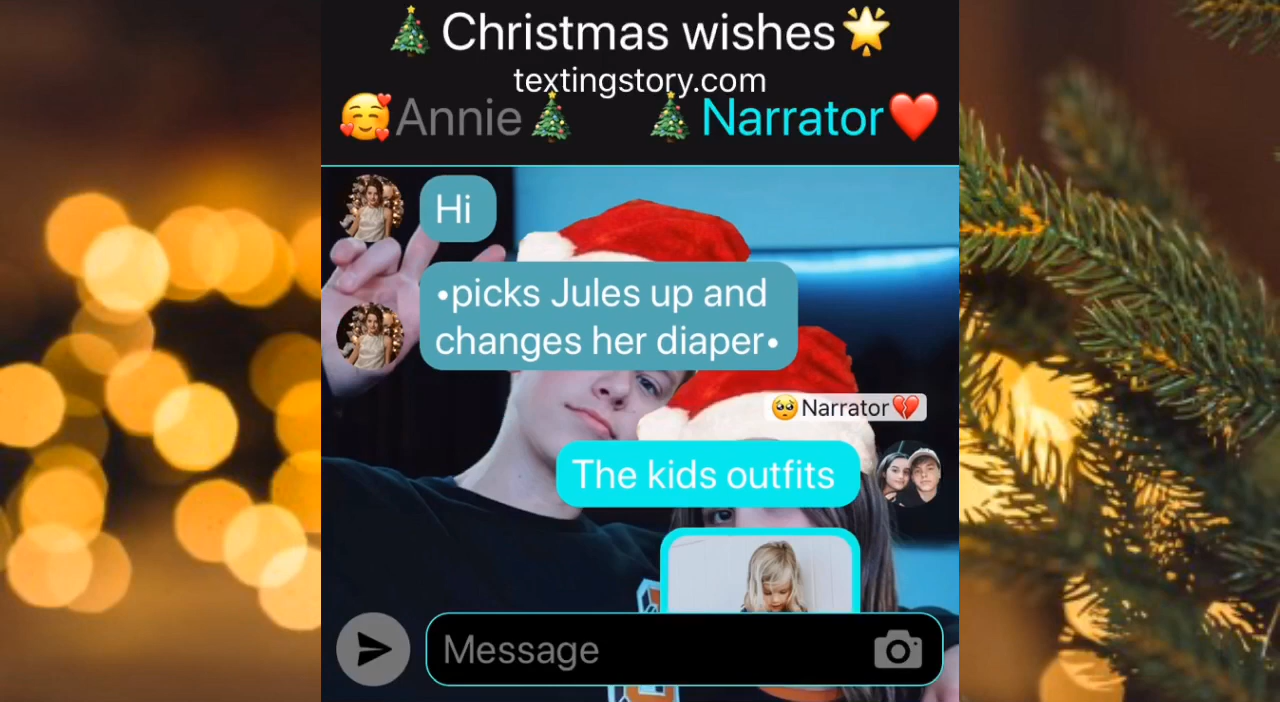 🎄Christmas wishes🌟
textingstory.com
🥰Annie🎄
🎄Narrator❤️
Hi
•picks Jules up and
changes her diaper•
🥺Narrator💔
The kids outfits
Message